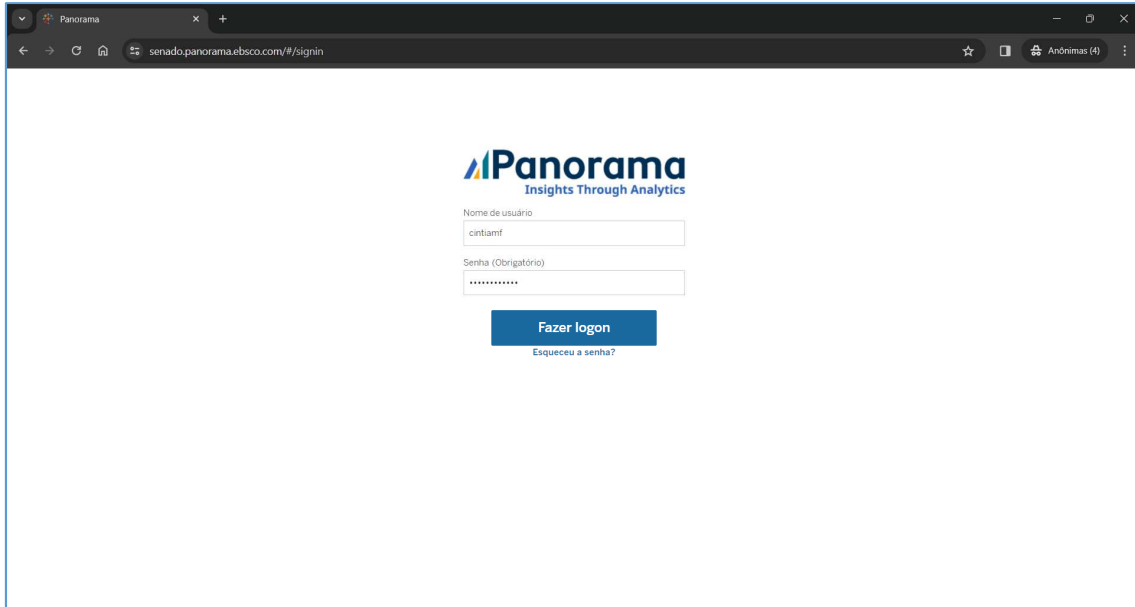 Panorama
senado.panorama.ebsco.com/#/signin
Anônimas (4)
Panorama
Insights Through Analytics
Nome de usuário
cintiamf
Senha (Obrigatório)
••••••••••••
Fazer logon
Esqueceu a senha?